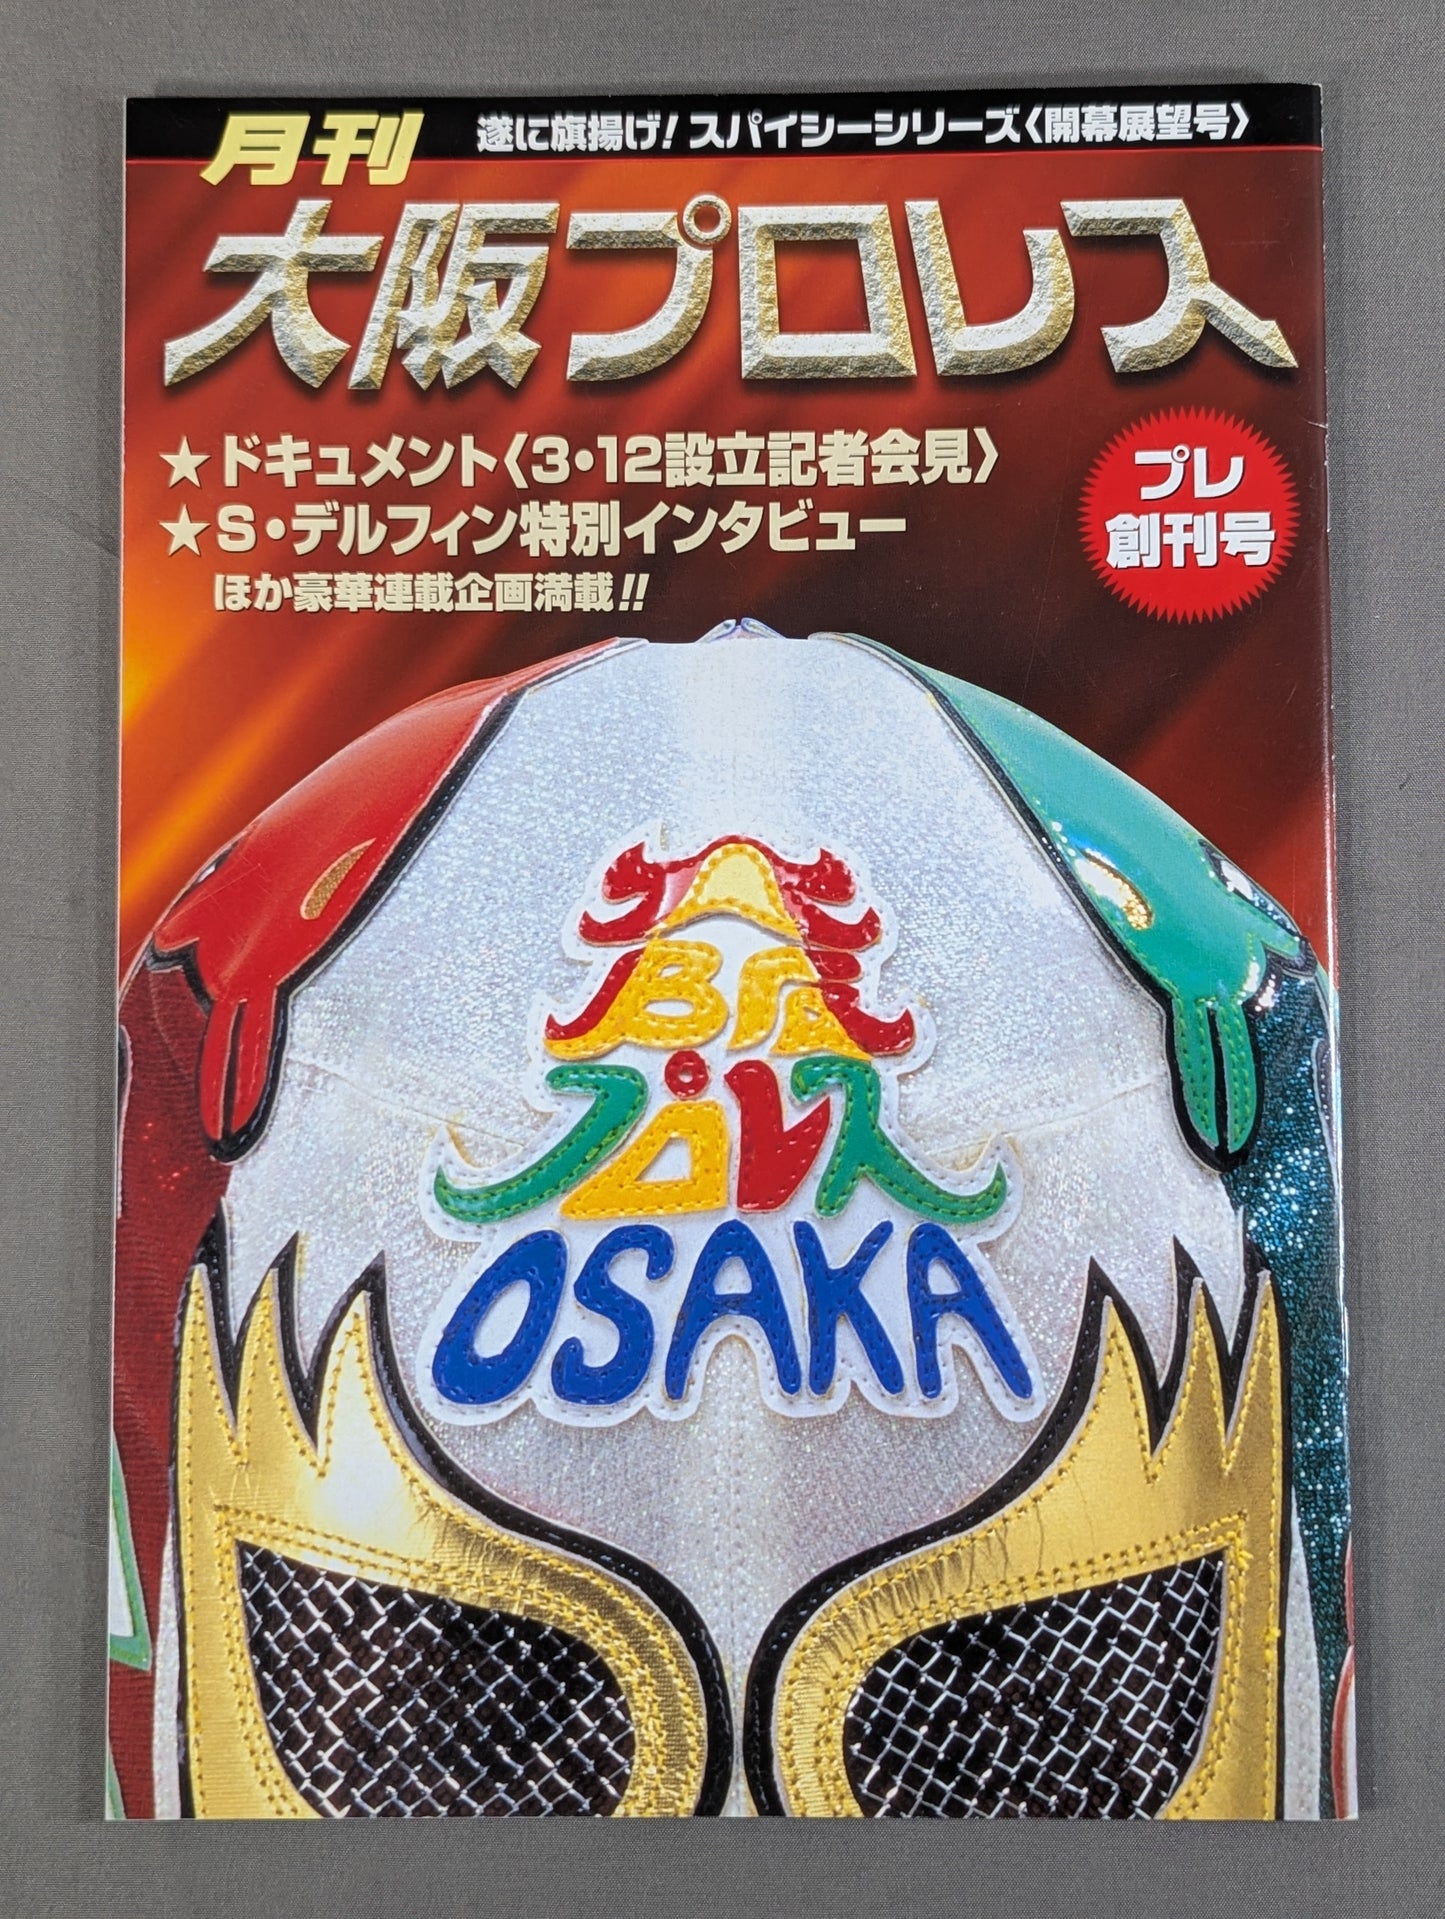 月刊 遂に旗揚げ!スパイシーシリーズ〈開幕展望号〉
大阪プロレス
★ドキュメント〈3・12設立記者会見〉
★S・デルフィン特別インタビュー
ほか豪華連載企画満載!!
プレ
創刊号
大
阪
プロレス
OSAKA